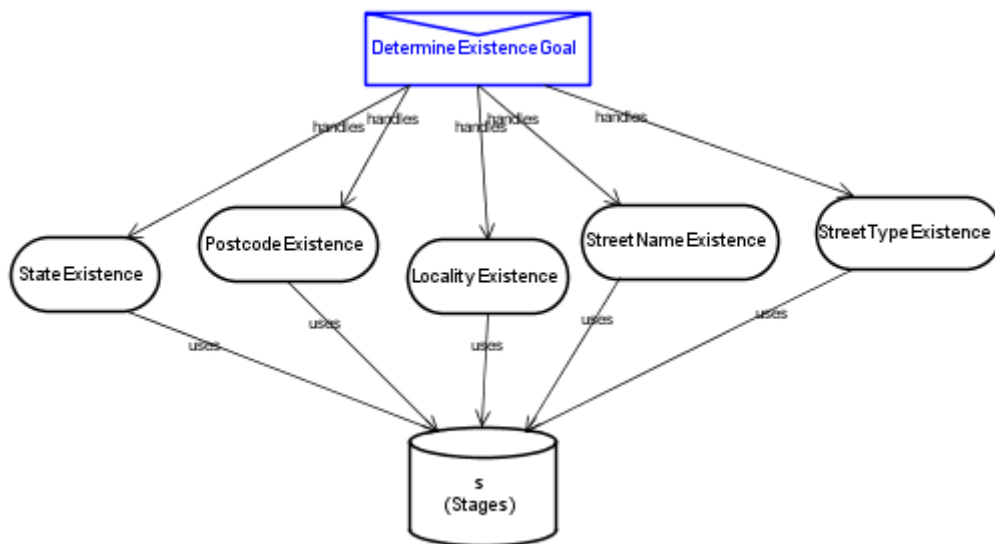 Determine Existence Goal
handles
handles
handles
handles
handles
State Existence
Postcode Existence
Locality Existence
Street Name Existence
Street Type Existence
uses
uses
uses
uses
uses
s
(Stages)